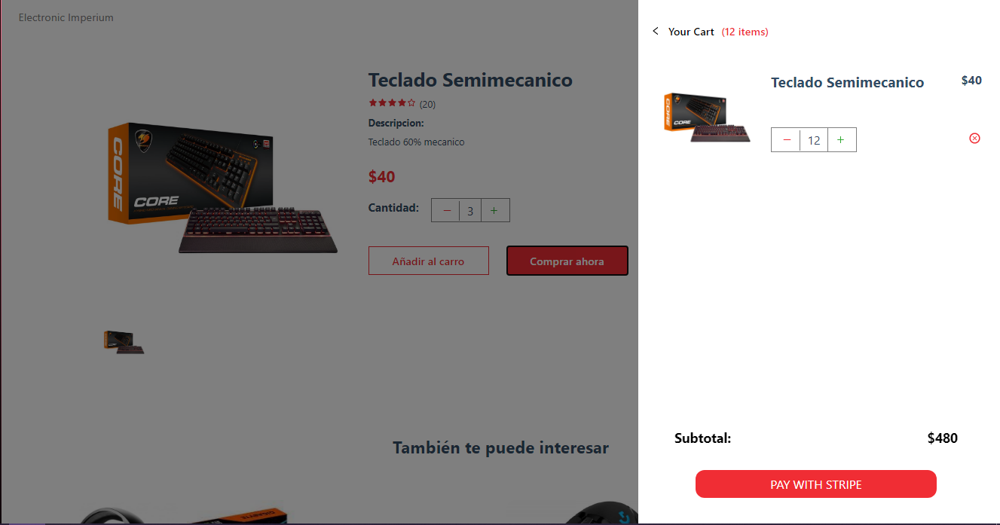 Electronic Imperium
Teclado Semimecanico
(20)
Descripcion:
Teclado 60% mecanico
$40
Cantidad:
− 3 +
Añadir al carro
Comprar ahora
CORE
CORE
También te puede interesar
< Your Cart (12 items)
Teclado Semimecanico
$40
CORE
CORE
− 12 +
Subtotal:
$480
PAY WITH STRIPE